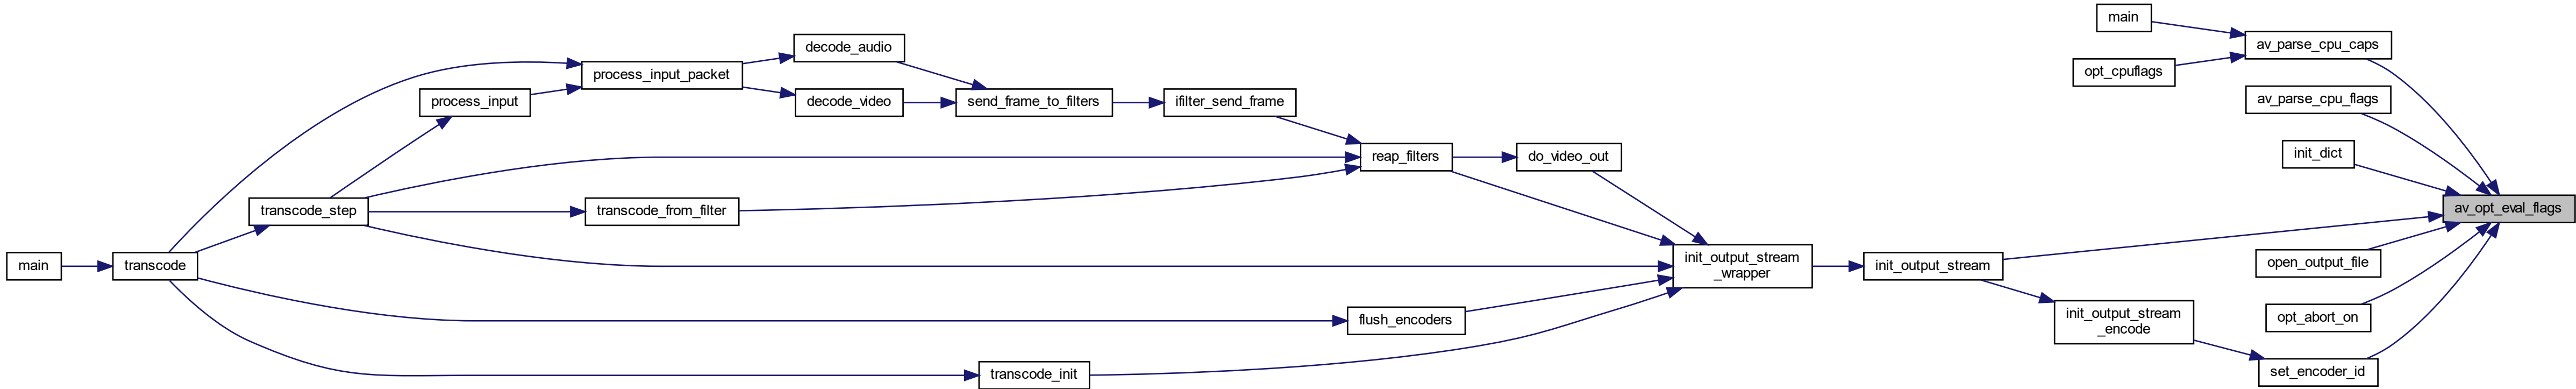 main
av_parse_cpu_caps
opt_cpuflags
av_parse_cpu_flags
init_dict
av_opt_eval_flags
open_output_file
opt_abort_on
set_encoder_id
init_output_stream
init_output_stream
_encode
init_output_stream
_wrapper
do_video_out
reap_filters
ifilter_send_frame
send_frame_to_filters
decode_audio
decode_video
process_input_packet
process_input
transcode_step
transcode_from_filter
transcode
main
flush_encoders
transcode_init